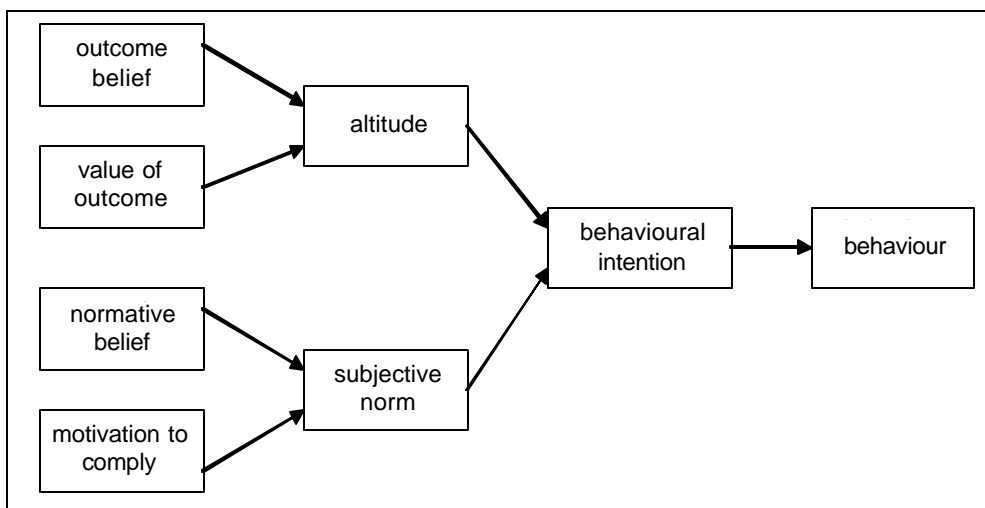 outcome
belief
altitude
value of
outcome
behavioural
intention
behaviour
normative
belief
subjective
norm
motivation to
comply